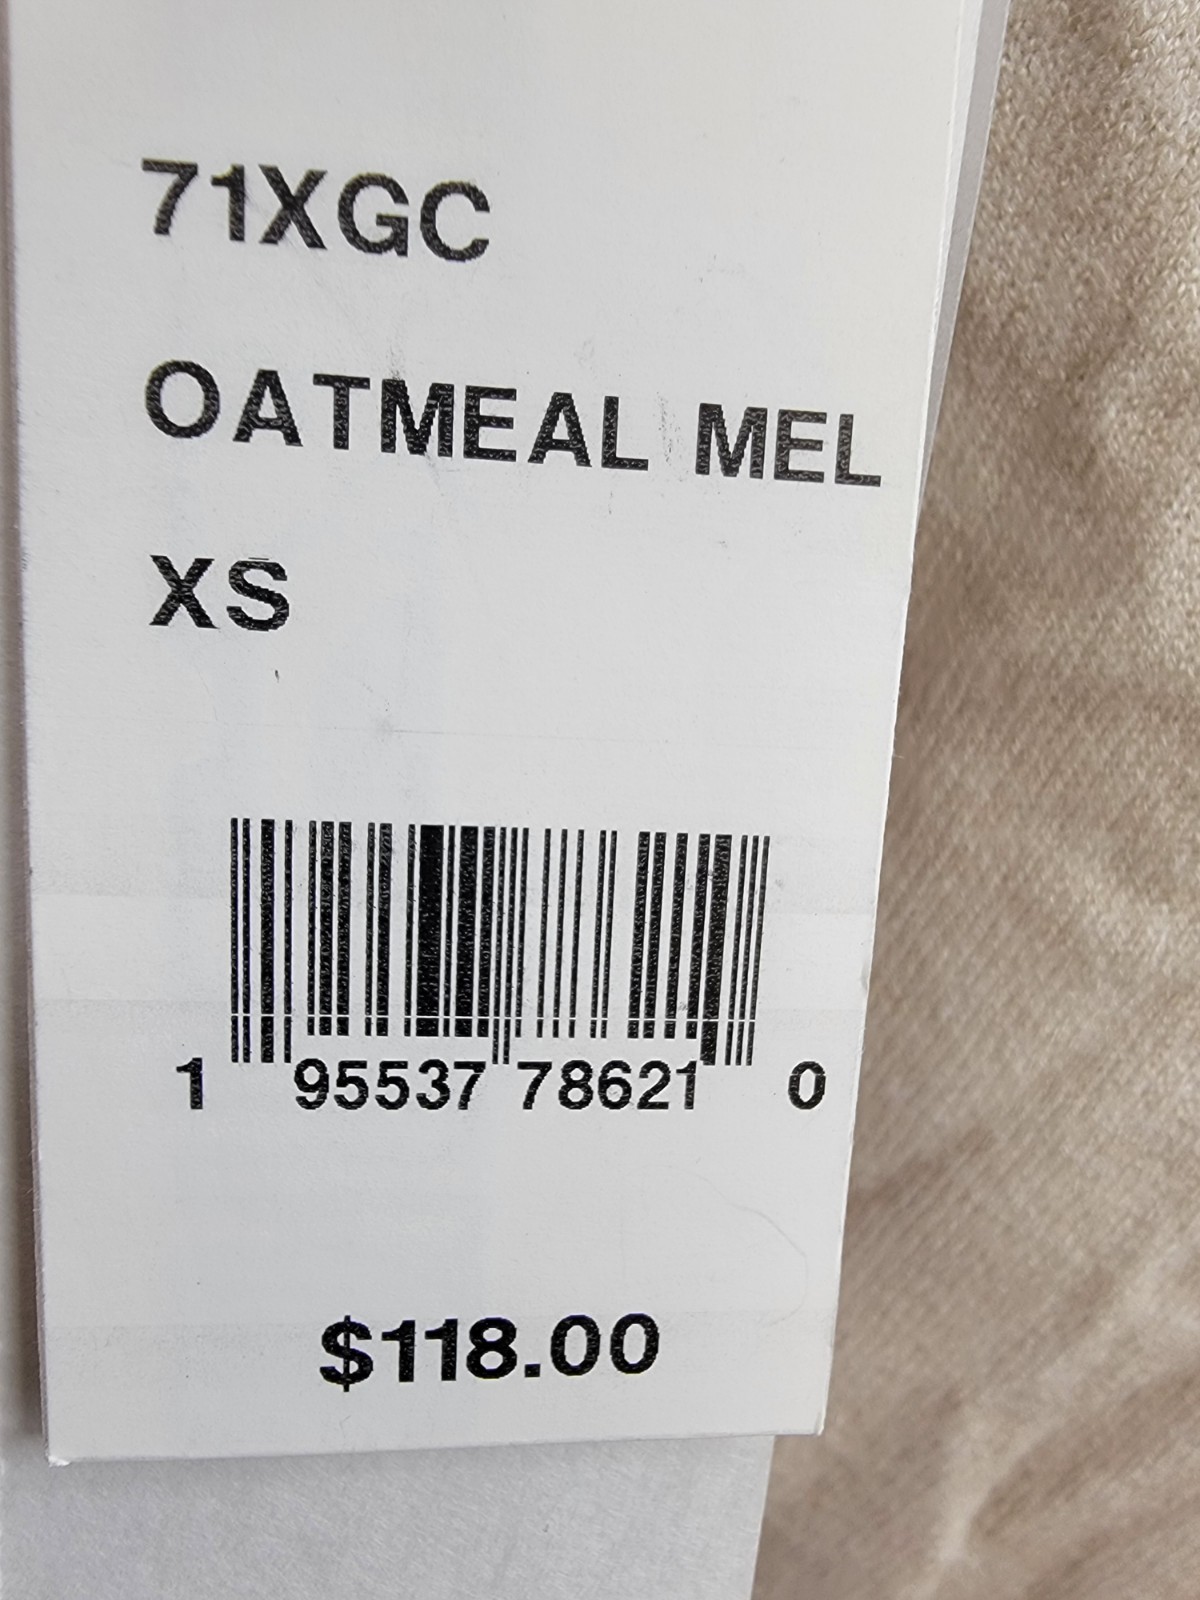 71XGC
OATMEAL MEL
XS
1 95537 78621 0
$118.00